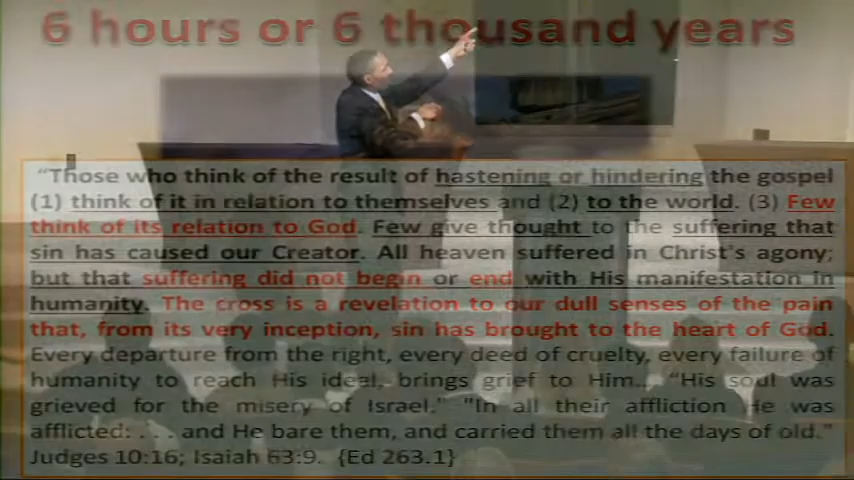 6 hours or 6 thousand years
“Those who think of the result of hastening or hindering the gospel
(1) think of it in relation to themselves and (2) to the world. (3) Few
think of its relation to God. Few give thought to the suffering that
sin has caused our Creator. All heaven suffered in Christ's agony;
but that suffering did not begin or end with His manifestation in
humanity. The cross is a revelation to our dull senses of the pain
that, from its very inception, sin has brought to the heart of God.
Every departure from the right, every deed of cruelty, every failure of
humanity to reach His ideal, brings grief to Him... “His soul was
grieved for the misery of Israel." "In all their affliction He was
afflicted: . . . and He bare them, and carried them all the days of old."
Judges 10:16; Isaiah 63:9. {Ed 263.1}